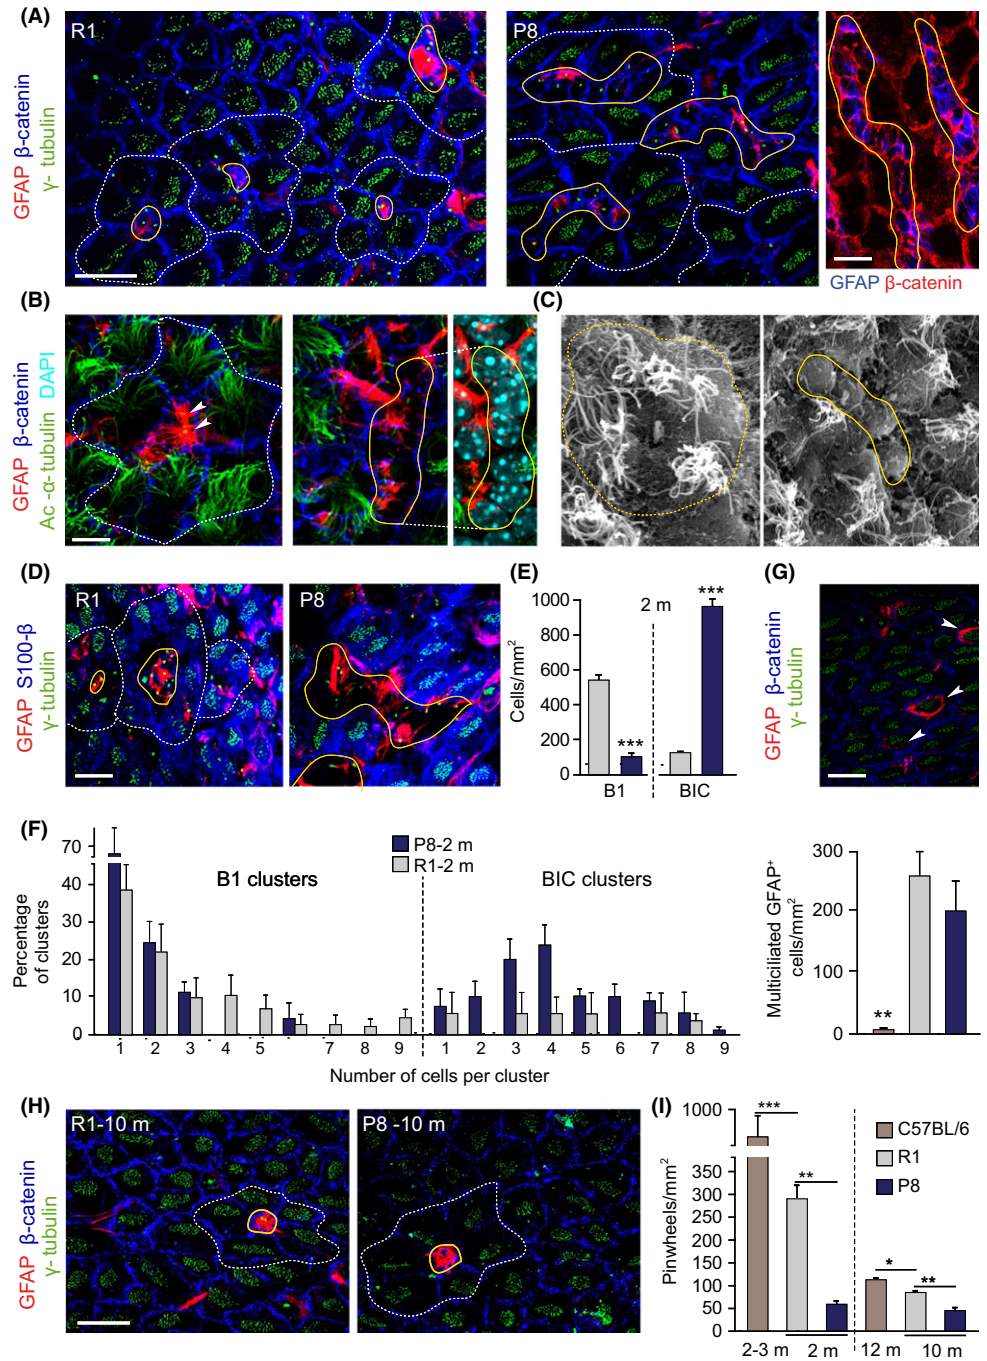 (A)
GFAP β-catenin
γ- tubulin
R1
P8
GFAP β-catenin
(B)
GFAP β-catenin
Ac -α- tubulin DAPI
(C)
(D)
GFAP S100-β
γ- tubulin
R1
P8
(E)
Cells/mm²
1000
800
600
400
200
0
2 m
***
***
B1
BIC
(G)
GFAP β-catenin
γ- tubulin
(F)
Percentage
of clusters
70
40
30
20
10
0
P8-2 m
R1-2 m
B1 clusters
BIC clusters
1 2 3 4 5 7 8 9 1 2 3 4 5 6 7 8 9
Number of cells per cluster
Multiciliated GFAP⁺
cells/mm²
300
200
100
0
**
(H)
GFAP β-catenin
γ- tubulin
R1-10 m
P8 -10 m
(I)
Pinwheels/mm²
1000
350
300
250
200
150
100
50
0
***
**
*
**
C57BL/6
R1
P8
2-3 m 2 m 12 m 10 m